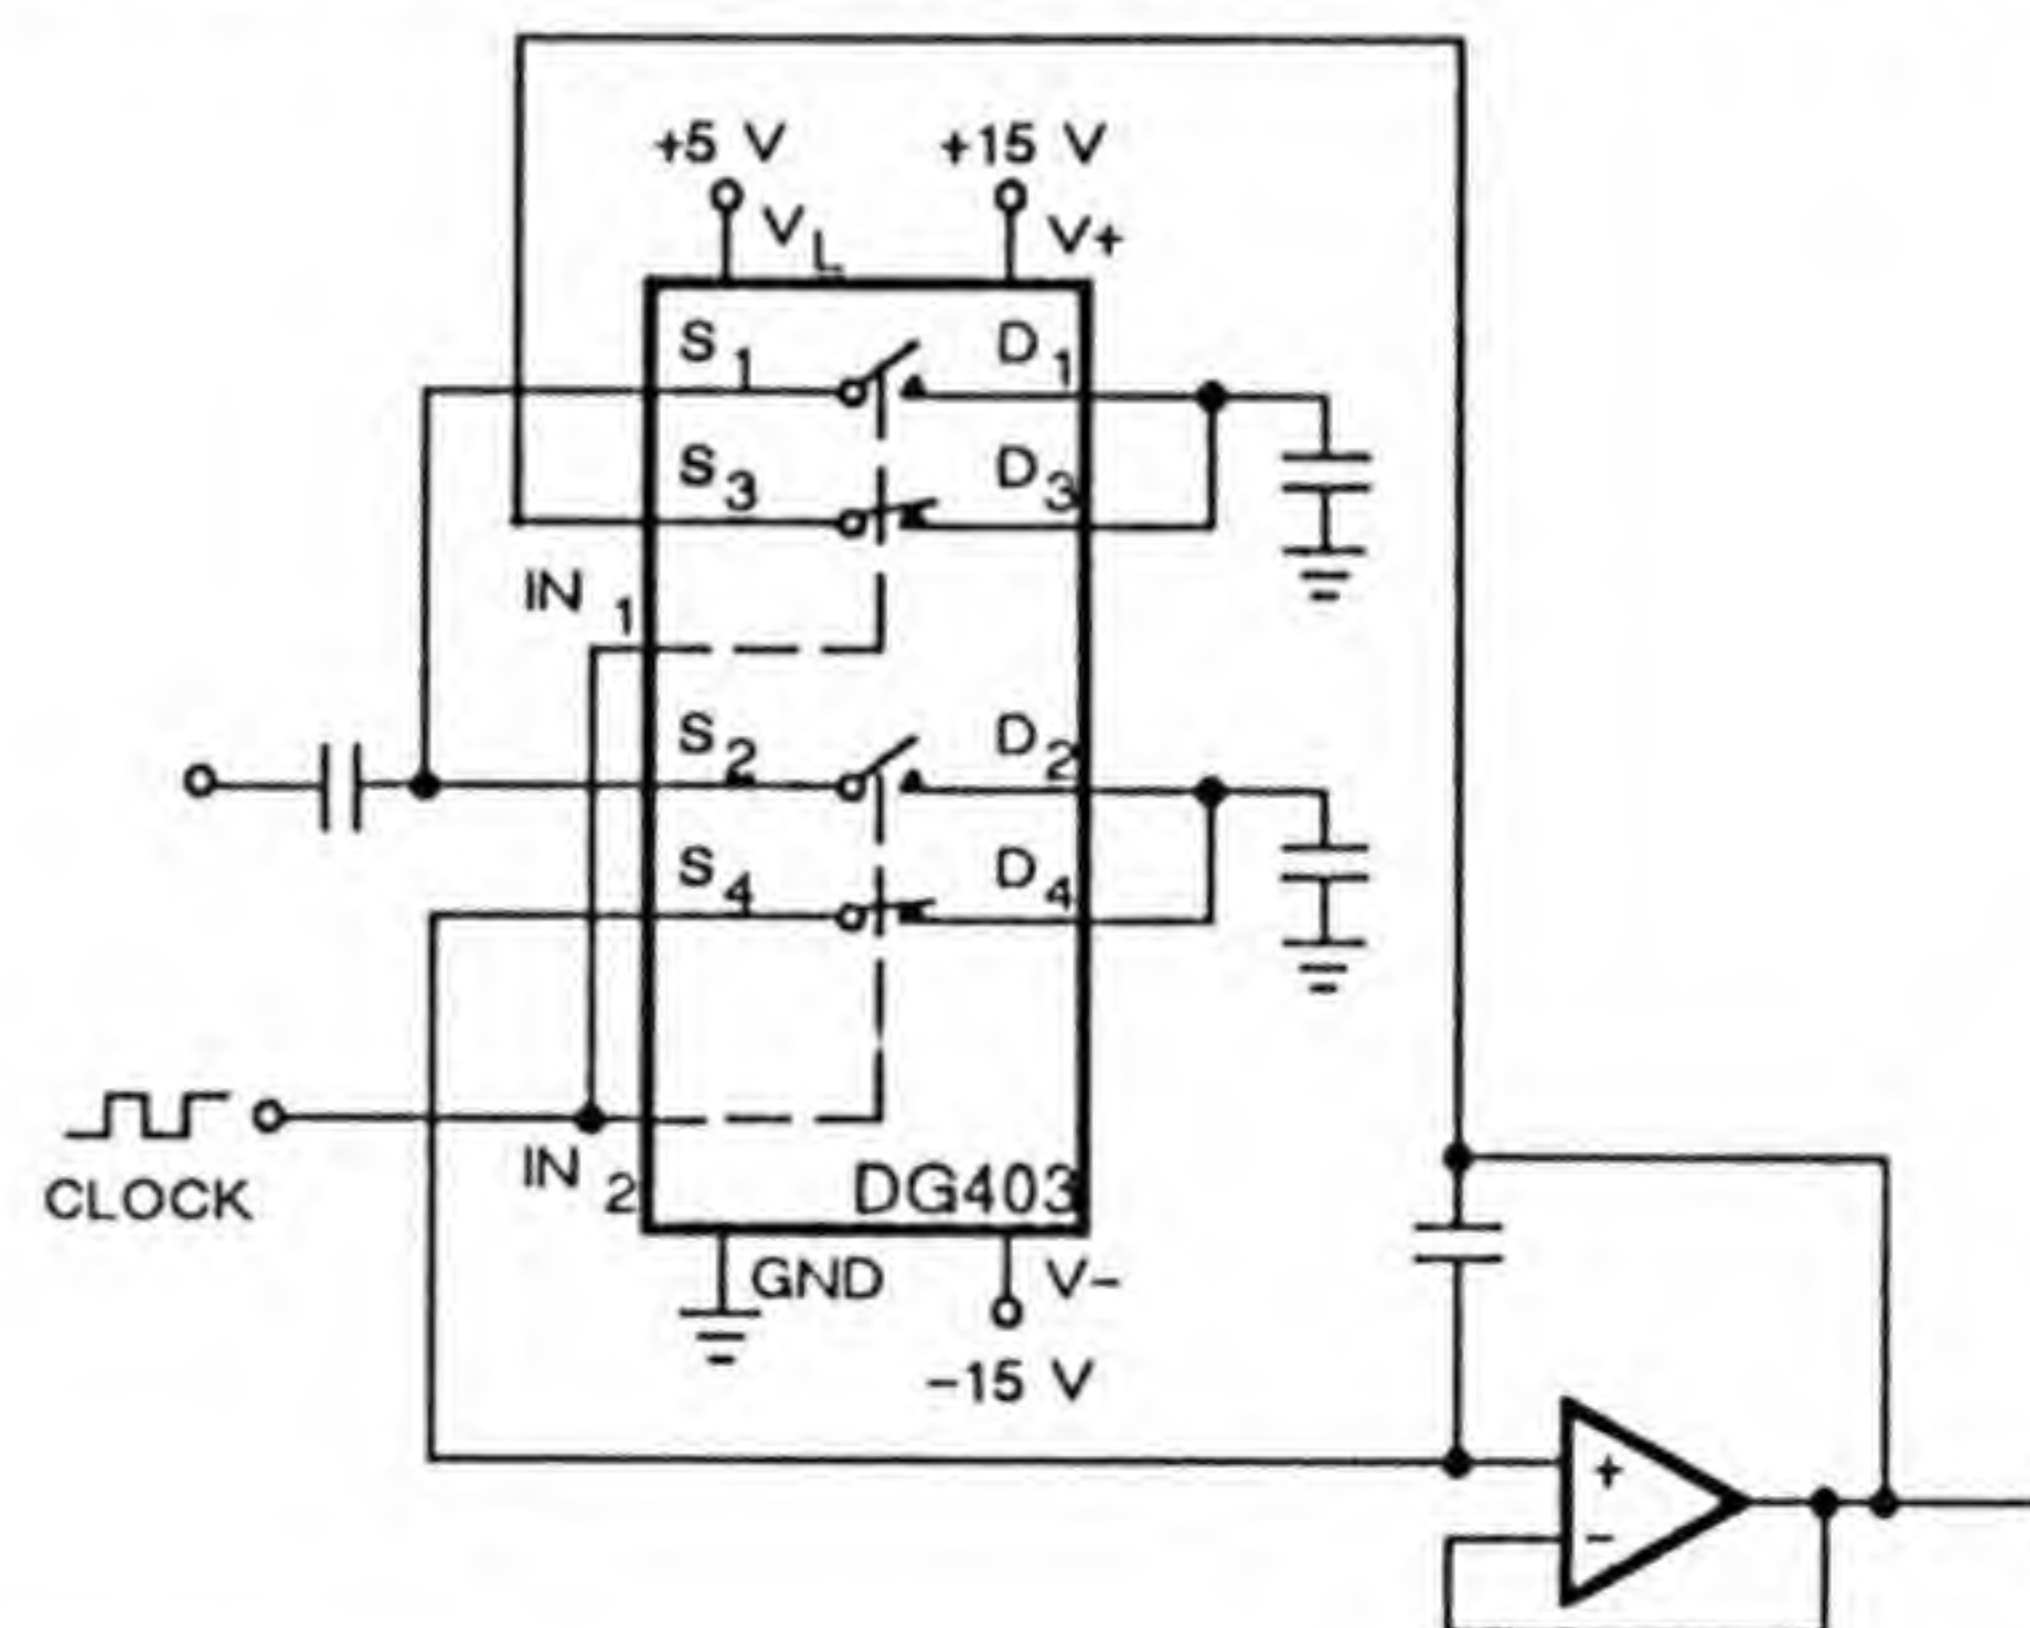 +5 V
+15 V
VL
V+
S1
D1
S3
D3
IN1
S2
D2
S4
D4
CLOCK
IN2
DG403
GND
V-
-15 V
+
-